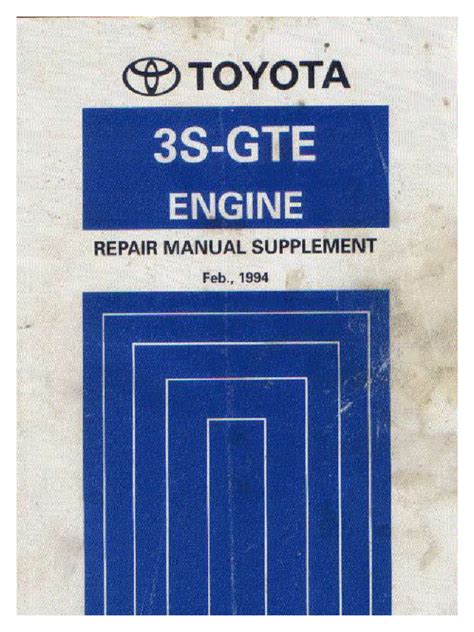 TOYOTA
3S-GTE
ENGINE
REPAIR MANUAL SUPPLEMENT
Feb., 1994